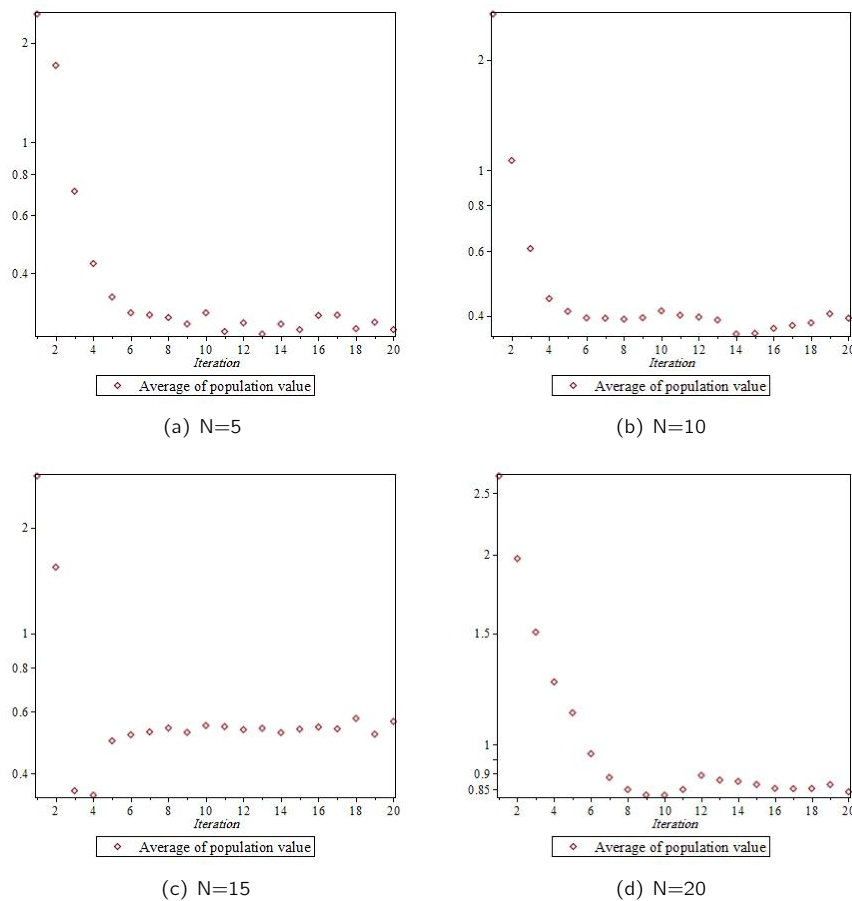 2
1
0.8
0.6
0.4
2 4 6 8 10 12 14 16 18 20
Iteration
Average of population value
(a) N=5
2
1
0.8
0.6
0.4
2 4 6 8 10 12 14 16 18 20
Iteration
Average of population value
(b) N=10
2
1
0.8
0.6
0.4
2 4 6 8 10 12 14 16 18 20
Iteration
Average of population value
(c) N=15
2.5
2
1.5
1
0.9
0.85
2 4 6 8 10 12 14 16 18 20
Iteration
Average of population value
(d) N=20